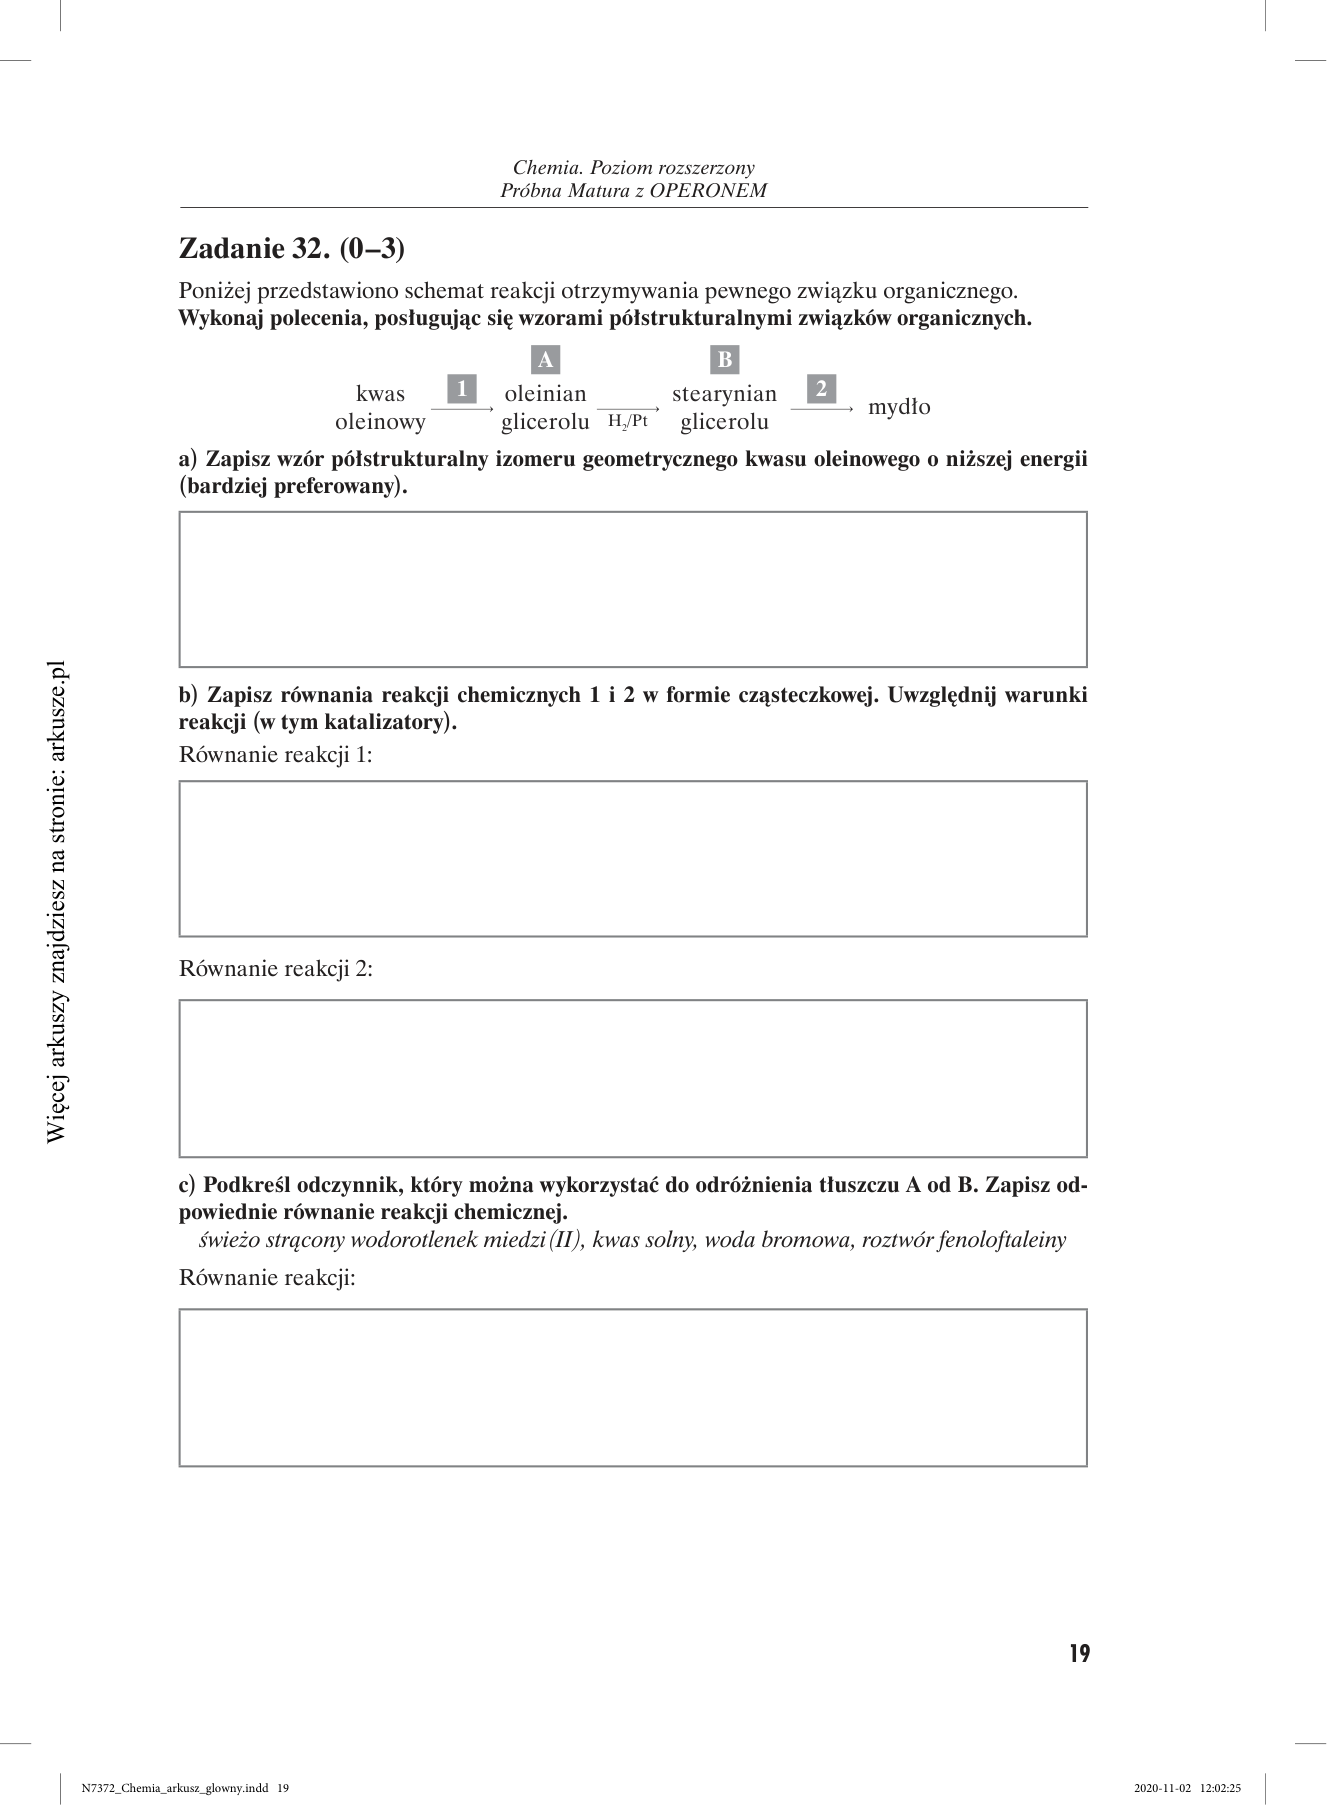 Chemia. Poziom rozszerzony
Próbna Matura z OPERONEM
Zadanie 32. (0–3)
Poniżej przedstawiono schemat reakcji otrzymywania pewnego związku organicznego.
Wykonaj polecenia, posługując się wzorami półstrukturalnymi związków organicznych.
A B
kwas 1 oleinian stearynian 2 mydło
oleinowy glicerolu H₂/Pt glicerolu
a) Zapisz wzór półstrukturalny izomeru geometrycznego kwasu oleinowego o niższej energii
(bardziej preferowany).
b) Zapisz równania reakcji chemicznych 1 i 2 w formie cząsteczkowej. Uwzględnij warunki
reakcji (w tym katalizatory).
Równanie reakcji 1:
Równanie reakcji 2:
c) Podkreśl odczynnik, który można wykorzystać do odróżnienia tłuszczu A od B. Zapisz od-
powiednie równanie reakcji chemicznej.
świeżo strącony wodorotlenek miedzi(II), kwas solny, woda bromowa, roztwór fenoloftaleiny
Równanie reakcji:
Więcej arkuszy znajdziesz na stronie: arkusze.pl
19
N7372_Chemia_arkusz_glowny.indd 19
2020-11-02 12:02:25